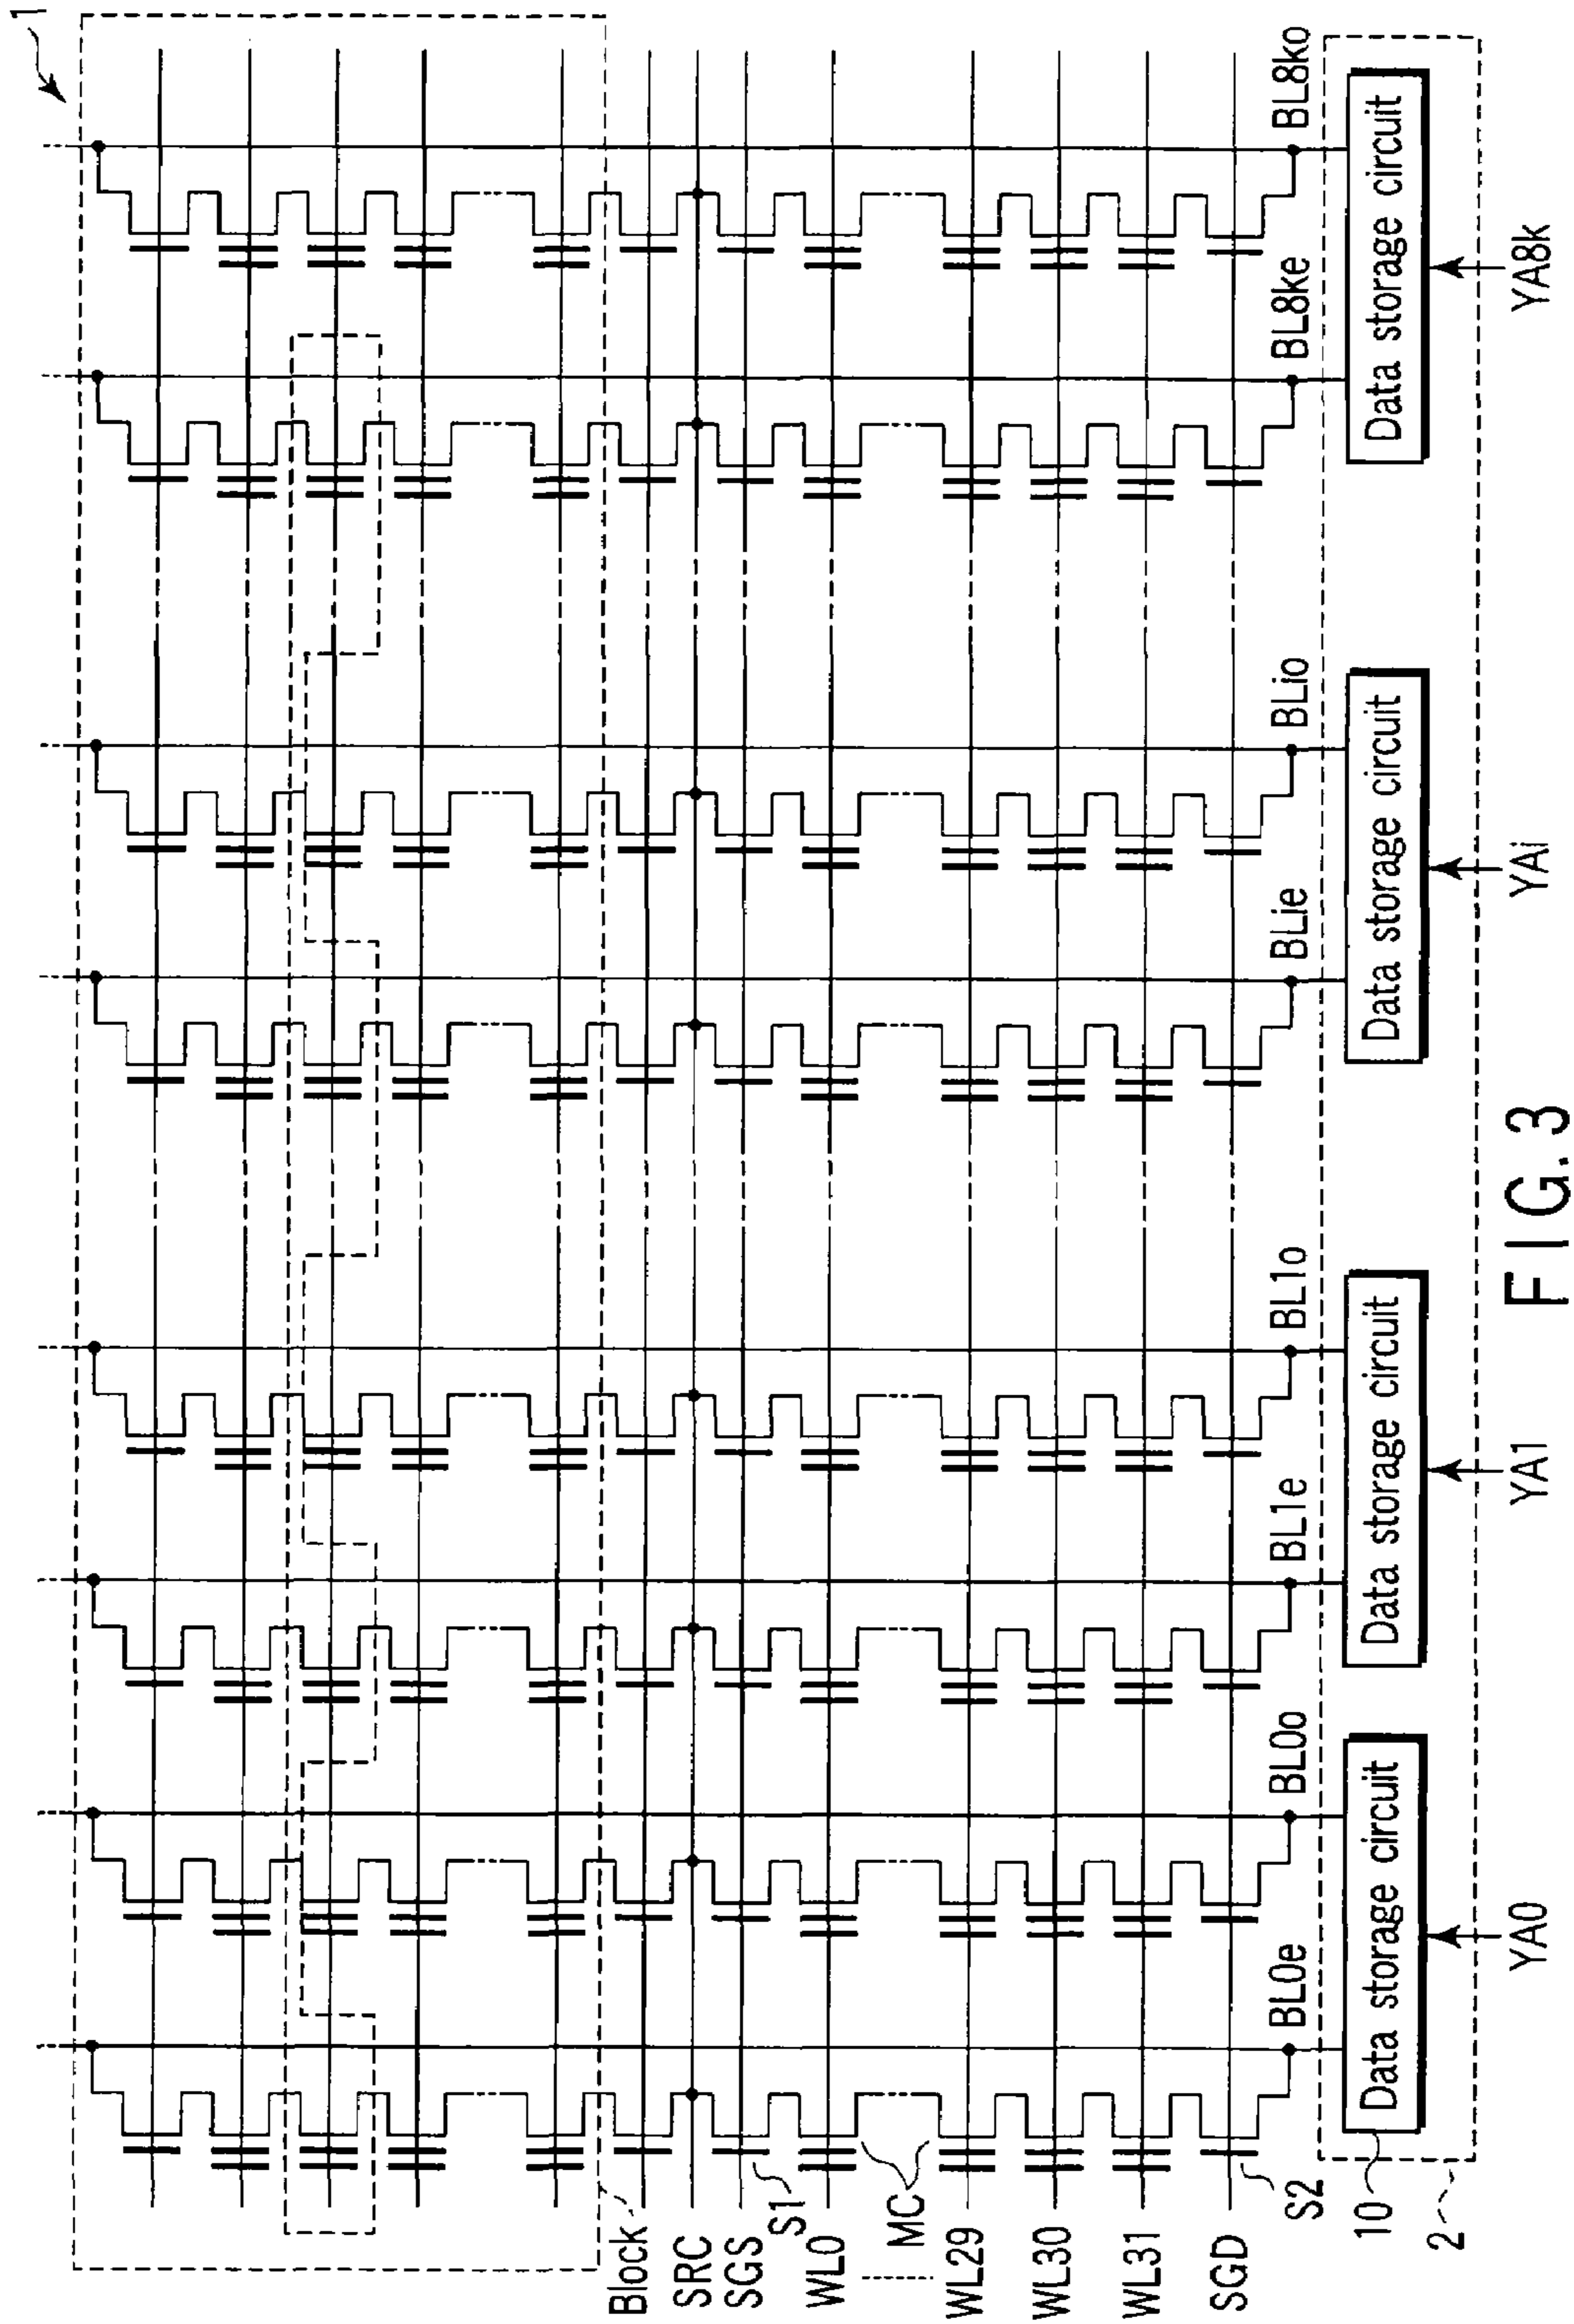 1
Block
SRC
SGS
S1
WL0
MC
WL29
WL30
WL31
SGD
S2
BL0e
BL0o
BL1e
BL1o
BLie
BLio
BL8ke
BL8ko
10
Data storage circuit
Data storage circuit
Data storage circuit
Data storage circuit
2
YA0
YA1
YAi
YA8k
FIG. 3